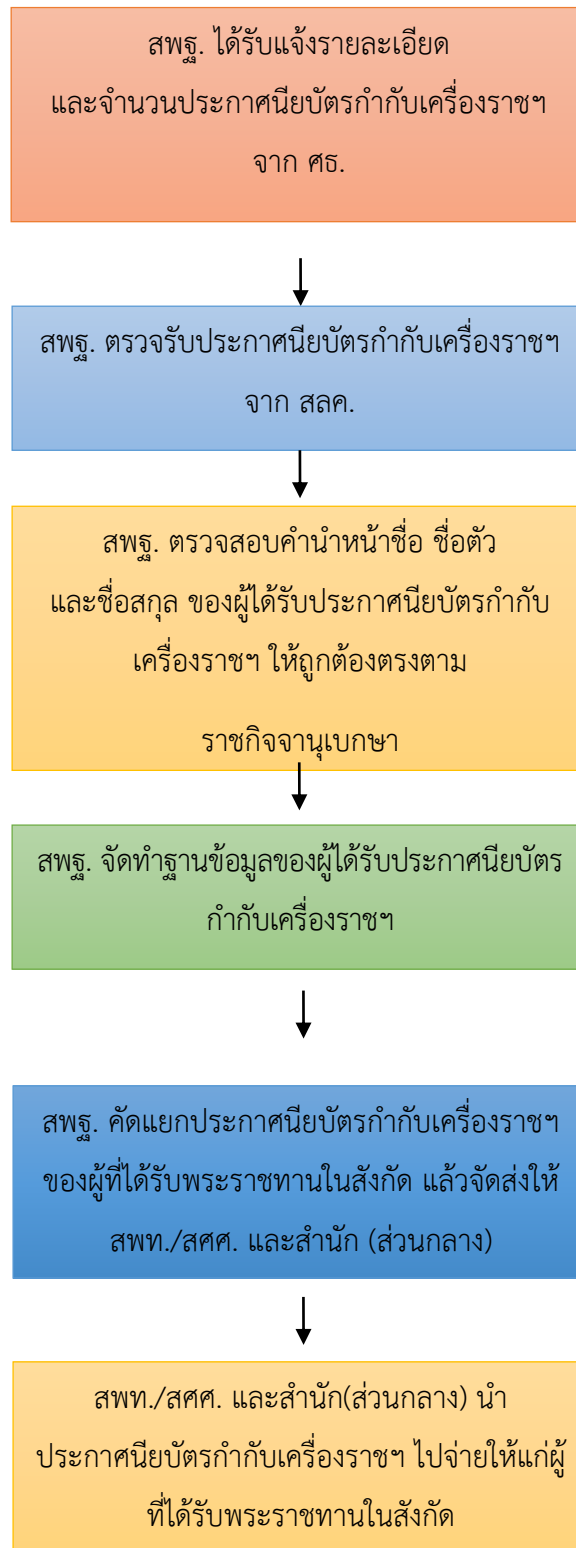 สพฐ. ได้รับแจ้งรายละเอียด
และจำนวนประกาศนียบัตรกำกับเครื่องราชฯ
จาก ศธ.
สพฐ. ตรวจรับประกาศนียบัตรกำกับเครื่องราชฯ
จาก สลค.
สพฐ. ตรวจสอบคำนำหน้าชื่อ ชื่อตัว
และชื่อสกุล ของผู้ได้รับประกาศนียบัตรกำกับ
เครื่องราชฯ ให้ถูกต้องตรงตาม
ราชกิจจานุเบกษา
สพฐ. จัดทำฐานข้อมูลของผู้ได้รับประกาศนียบัตร
กำกับเครื่องราชฯ
สพฐ. คัดแยกประกาศนียบัตรกำกับเครื่องราชฯ
ของผู้ที่ได้รับพระราชทานในสังกัด แล้วจัดส่งให้
สพท./สศศ. และสำนัก (ส่วนกลาง)
สพท./สศศ. และสำนัก(ส่วนกลาง) นำ
ประกาศนียบัตรกำกับเครื่องราชฯ ไปจ่ายให้แก่ผู้
ที่ได้รับพระราชทานในสังกัด